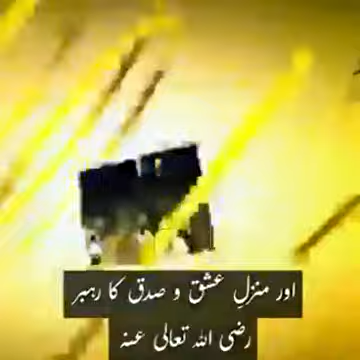 اور منزلِ عشق و صدق کا رہبر
رضی اللہ تعالی عنہ